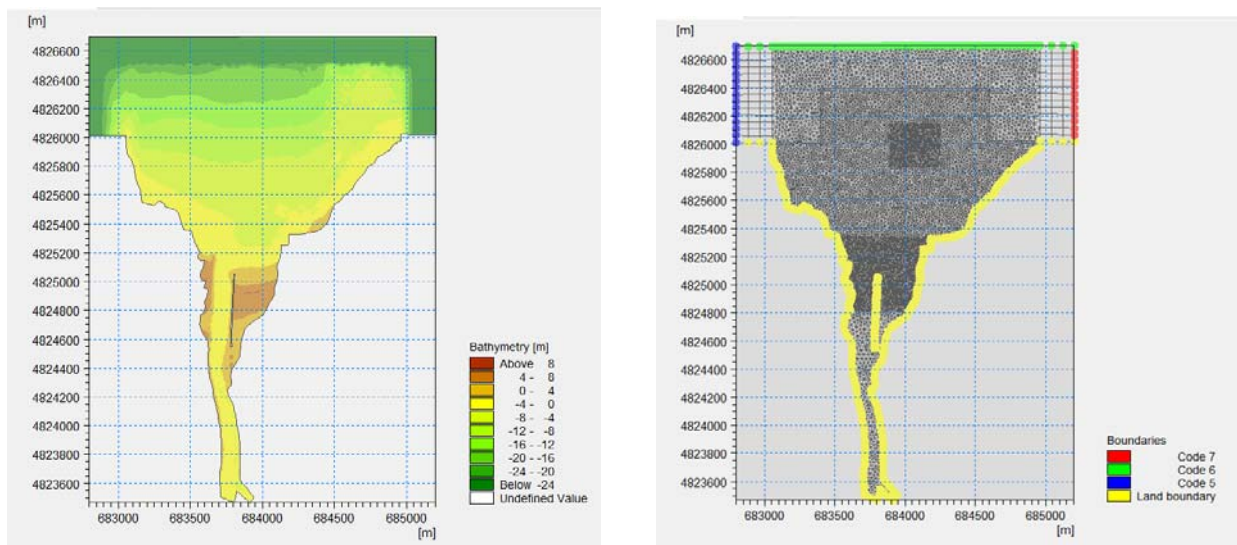 [m]
4826600
4826400
4826200
4826000
4825800
4825600
4825400
4825200
4825000
4824800
4824600
4824400
4824200
4824000
4823800
4823600
683000 683500 684000 684500 685000
[m]
Bathymetry [m]
Above 8
4 - 8
0 - 4
-4 - 0
-8 - -4
-12 - -8
-16 - -12
-20 - -16
-24 - -20
Below -24
Undefined Value
[m]
4826600
4826400
4826200
4826000
4825800
4825600
4825400
4825200
4825000
4824800
4824600
4824400
4824200
4824000
4823800
4823600
683000 683500 684000 684500 685000
[m]
Boundaries
Code 7
Code 6
Code 5
Land boundary